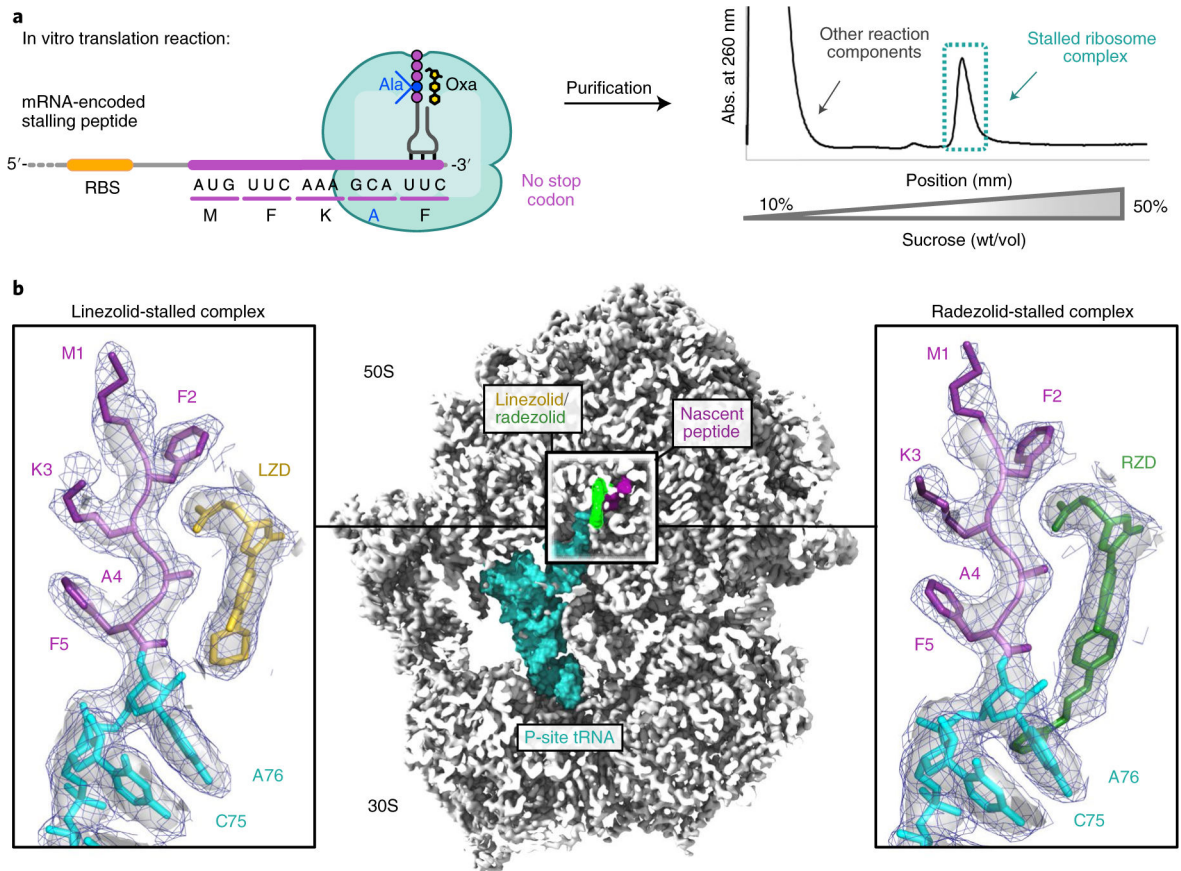 a
In vitro translation reaction:
mRNA-encoded
stalling peptide
Ala
Oxa
5′-
-3′
RBS
AUG UUC AAA GCA UUC
M F K A F
No stop
codon
Purification
Abs. at 260 nm
Other reaction
components
Stalled ribosome
complex
Position (mm)
10%
50%
Sucrose (wt/vol)
b
Linezolid-stalled complex
M1
F2
K3
LZD
A4
F5
A76
C75
50S
Linezolid/
radezolid
Nascent
peptide
P-site tRNA
30S
Radezolid-stalled complex
M1
F2
K3
RZD
A4
F5
A76
C75